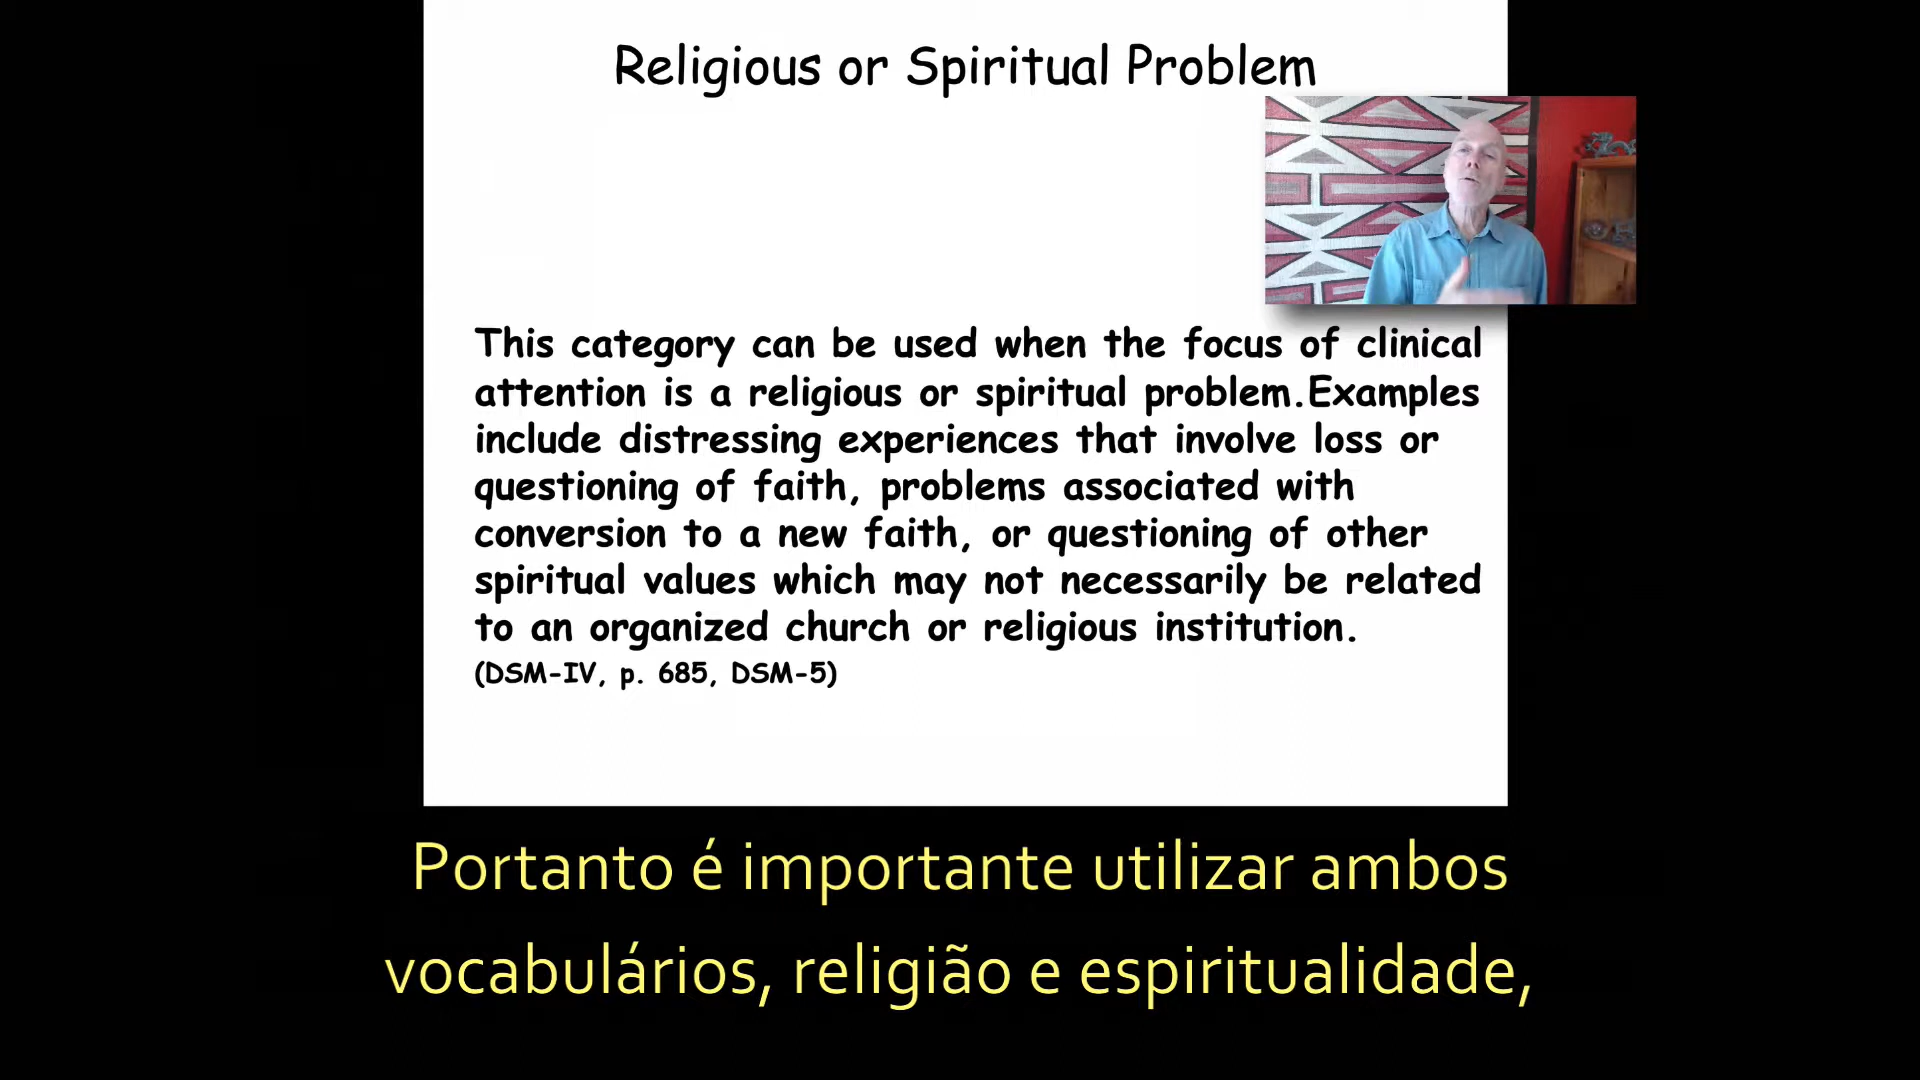 Religious or Spiritual Problem
This category can be used when the focus of clinical
attention is a religious or spiritual problem.Examples
include distressing experiences that involve loss or
questioning of faith, problems associated with
conversion to a new faith, or questioning of other
spiritual values which may not necessarily be related
to an organized church or religious institution.
(DSM-IV, p. 685, DSM-5)
Portanto é importante utilizar ambos
vocabulários, religião e espiritualidade,